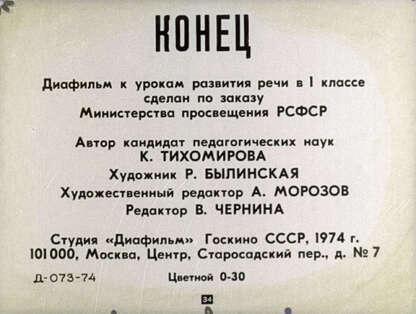 КОНЕЦ
Диафильм к урокам развития речи в I классе
сделан по заказу
Министерства просвещения РСФСР
Автор кандидат педагогических наук
К. ТИХОМИРОВА
Художник Р. БЫЛИНСКАЯ
Художественный редактор А. МОРОЗОВ
Редактор В. ЧЕРНИНА
Студия «Диафильм» Госкино СССР, 1974 г.
101000, Москва, Центр, Старосадский пер., д. № 7
Д-073-74 Цветной 0-30
34